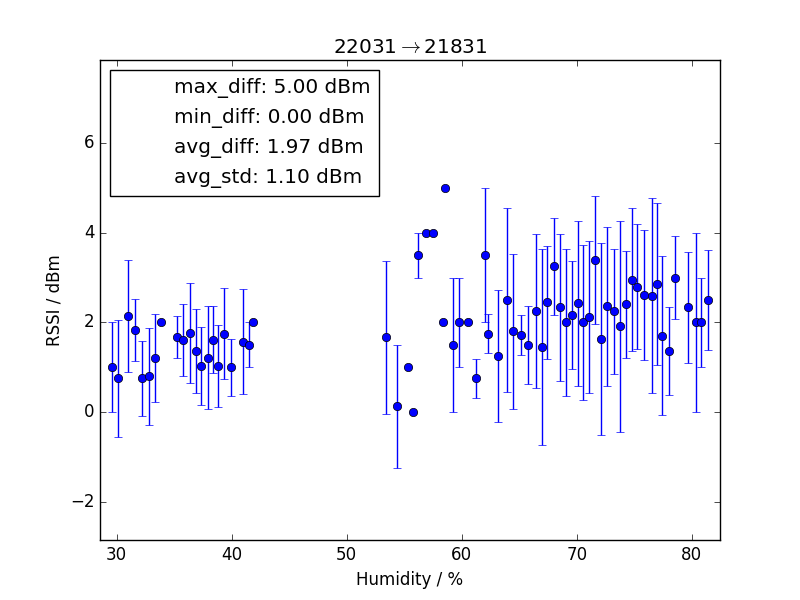 22031→21831
max_diff: 5.00 dBm
min_diff: 0.00 dBm
avg_diff: 1.97 dBm
avg_std: 1.10 dBm
RSSI / dBm
6
4
2
0
−2
30 40 50 60 70 80
Humidity / %